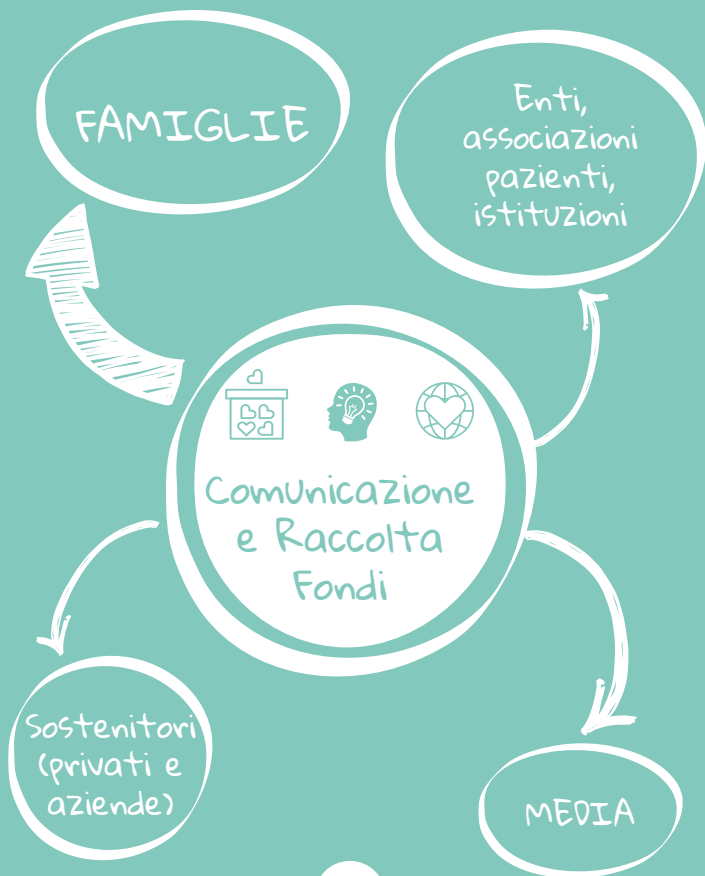 FAMIGLIE
Enti,
associazioni
pazienti,
istituzioni
Comunicazione
e Raccolta
Fondi
Sostenitori
(privati e
aziende)
MEDIA